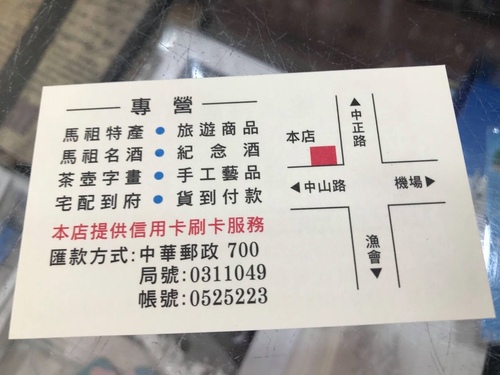 專營
馬祖特產 ● 旅遊商品
馬祖名酒 ● 紀念酒
茶壺字畫 ● 手工藝品
宅配到府 ● 貨到付款
本店提供信用卡刷卡服務
匯款方式:中華郵政 700
局號:0311049
帳號:0525223
▲中正路
本店
◀中山路
機場▶
漁會▼